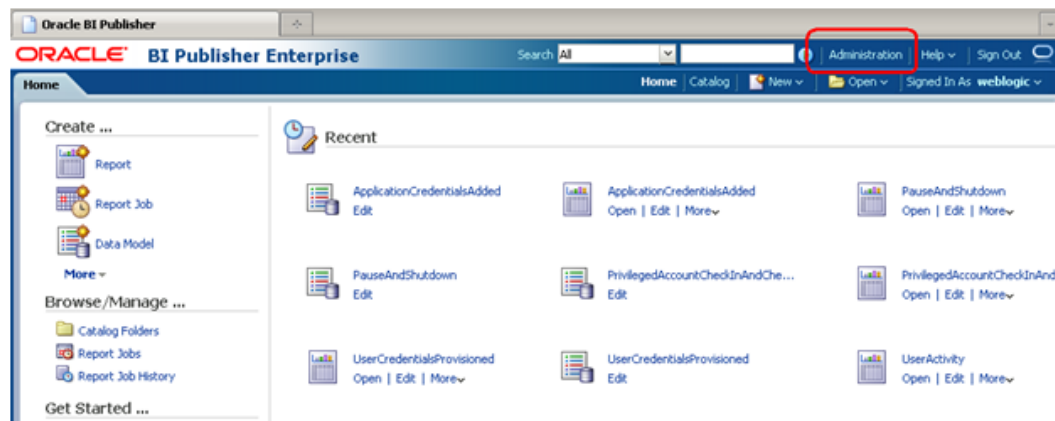 Oracle BI Publisher
ORACLE BI Publisher Enterprise Search All Administration Help Sign Out
Home Home Catalog New Open Signed In As weblogic
Create ...
Report
Report Job
Data Model
More
Browse/Manage ...
Catalog Folders
Report Jobs
Report Job History
Get Started ...
Recent
ApplicationCredentialsAdded
Edit
ApplicationCredentialsAdded
Open | Edit | More
PauseAndShutdown
Open | Edit | More
PauseAndShutdown
Edit
PrivilegedAccountCheckInAndChe...
Edit
PrivilegedAccountCheckInAnd
Open | Edit | More
UserCredentialsProvisioned
Open | Edit | More
UserCredentialsProvisioned
Edit
UserActivity
Open | Edit | More